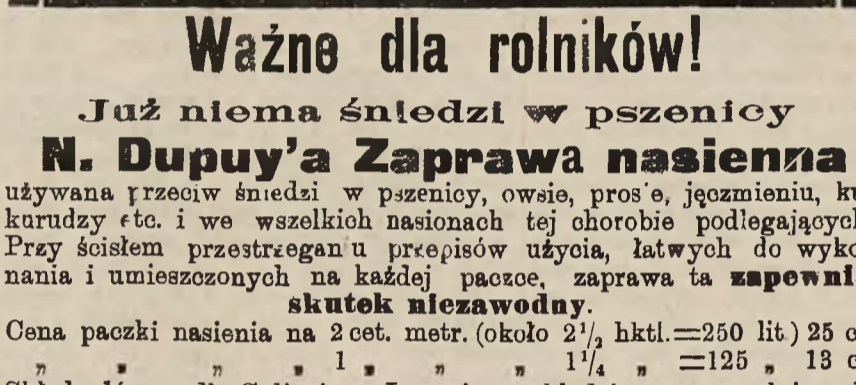 Ważne dla rolników!
Już niema śniedzi w pszenicy
N. Dupuy'a Zaprawa nasienna
używana przeciw śniedzi w pszenicy, owsie, prosie, jęczmieniu, ku
kurudzy etc. i we wszelkich nasionach tej chorobie podlegających
Przy ścisłem przestrzeganiu przepisów użycia, łatwych do wyko
nania i umieszczonych na każdej paczce, zaprawa ta zapewni
skutek niezawodny.
Cena paczki nasienia na 2 cet. metr. (około 2½ hktl.=250 lit.) 25 c
" " " " 1 " " " 1¼ " =125 " 13 c